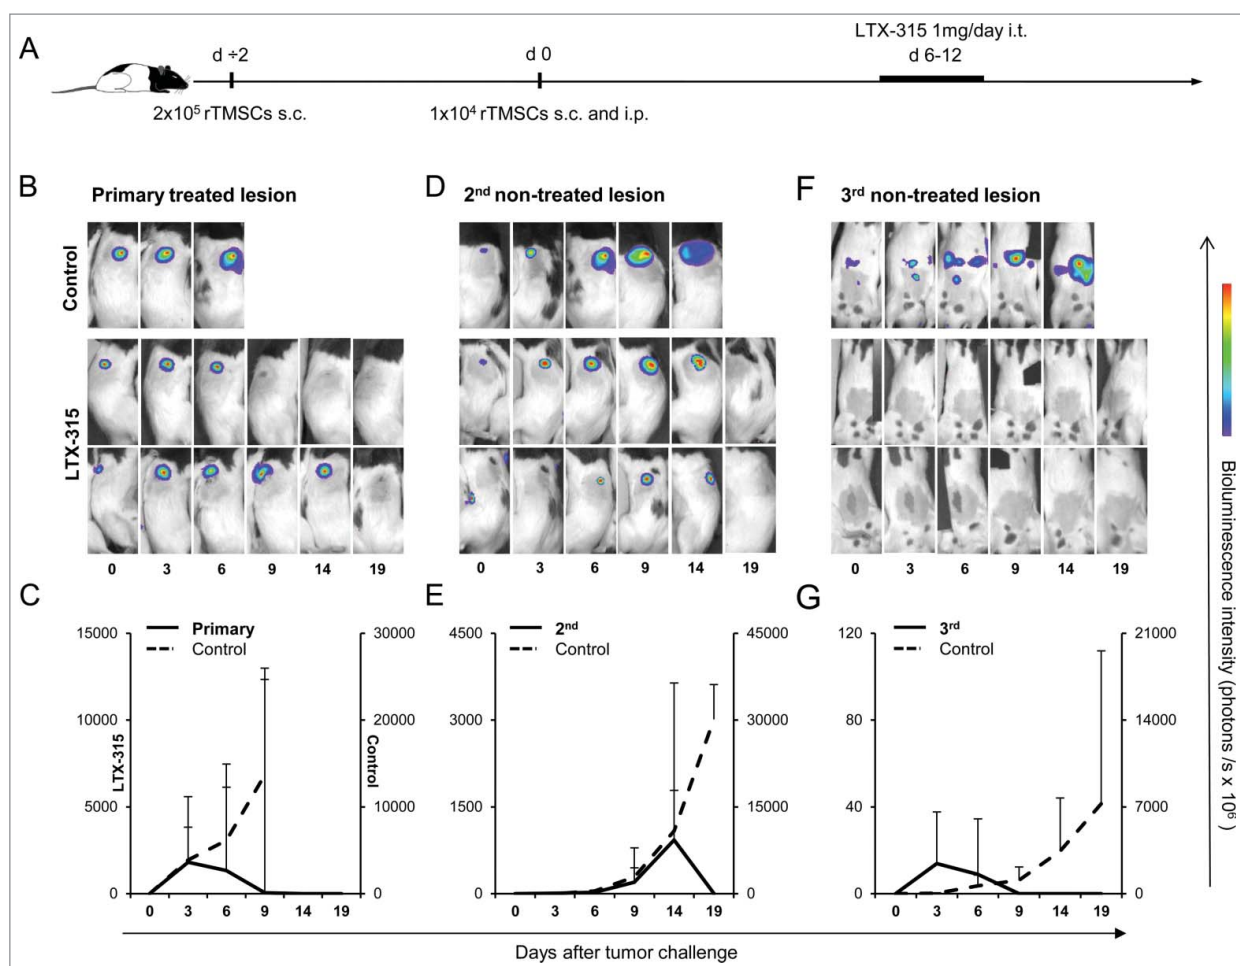 A
LTX-315 1mg/day i.t.
d ÷2
d 0
d 6-12
2x10⁵ rTMSCs s.c.
1x10⁴ rTMSCs s.c. and i.p.
B
Primary treated lesion
D
2ⁿᵈ non-treated lesion
F
3ʳᵈ non-treated lesion
Control
LTX-315
0 3 6 9 14 19
0 3 6 9 14 19
0 3 6 9 14 19
Bioluminescence intensity (photons /s x 10⁶ )
C
Primary
Control
15000
10000
5000
0
LTX-315
30000
20000
10000
0
Control
0 3 6 9 14 19
E
2ⁿᵈ
Control
4500
3000
1500
0
45000
30000
15000
0
0 3 6 9 14 19
G
3ʳᵈ
Control
120
80
40
0
21000
14000
7000
0
0 3 6 9 14 19
Days after tumor challenge